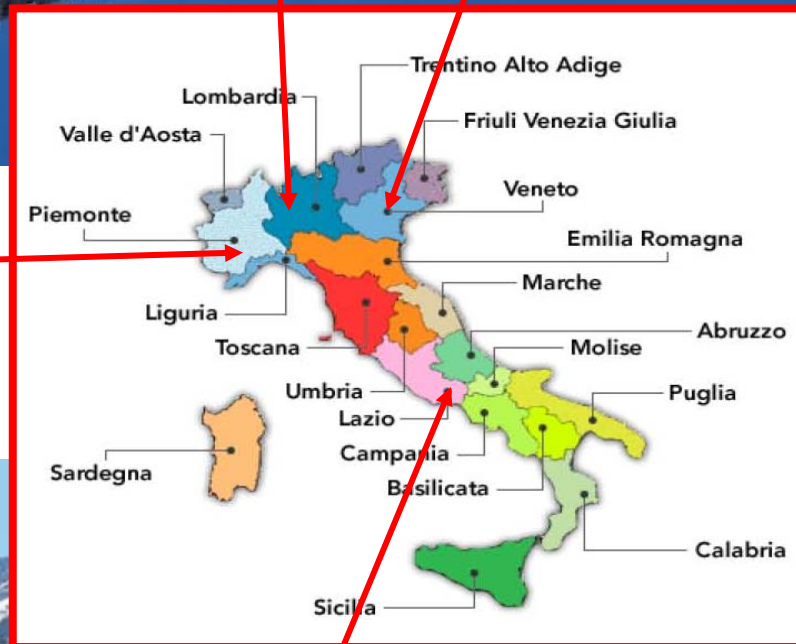 Trentino Alto Adige
Lombardia
Friuli Venezia Giulia
Valle d'Aosta
Veneto
Piemonte
Emilia Romagna
Marche
Liguria
Abruzzo
Toscana
Molise
Umbria
Puglia
Lazio
Campania
Sardegna
Basilicata
Calabria
Sicilia